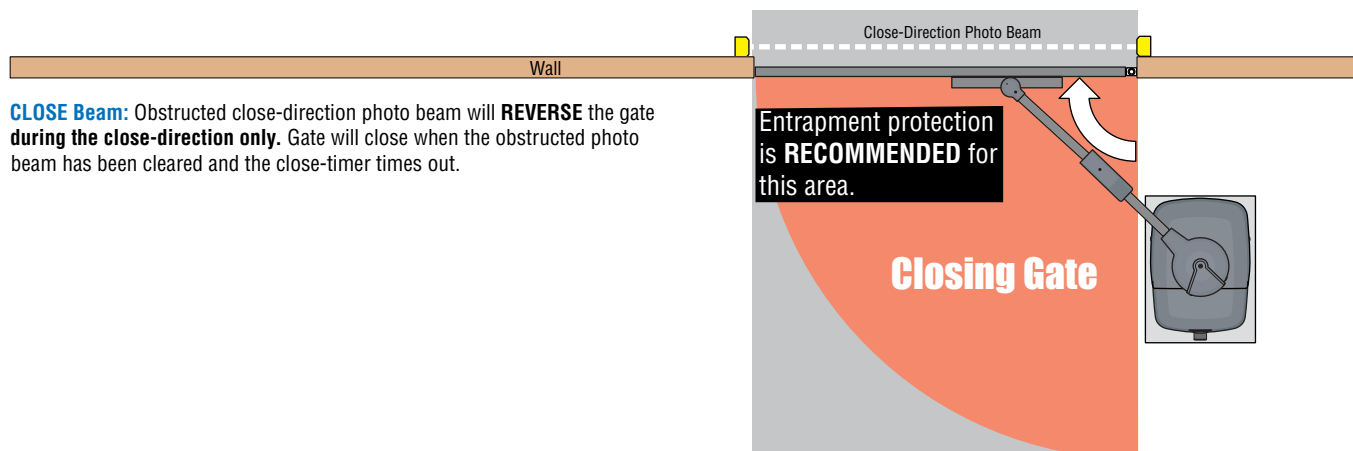 Close-Direction Photo Beam
Wall
CLOSE Beam: Obstructed close-direction photo beam will REVERSE the gate
during the close-direction only. Gate will close when the obstructed photo
beam has been cleared and the close-timer times out.
Entrapment protection
is RECOMMENDED for
this area.
Closing Gate